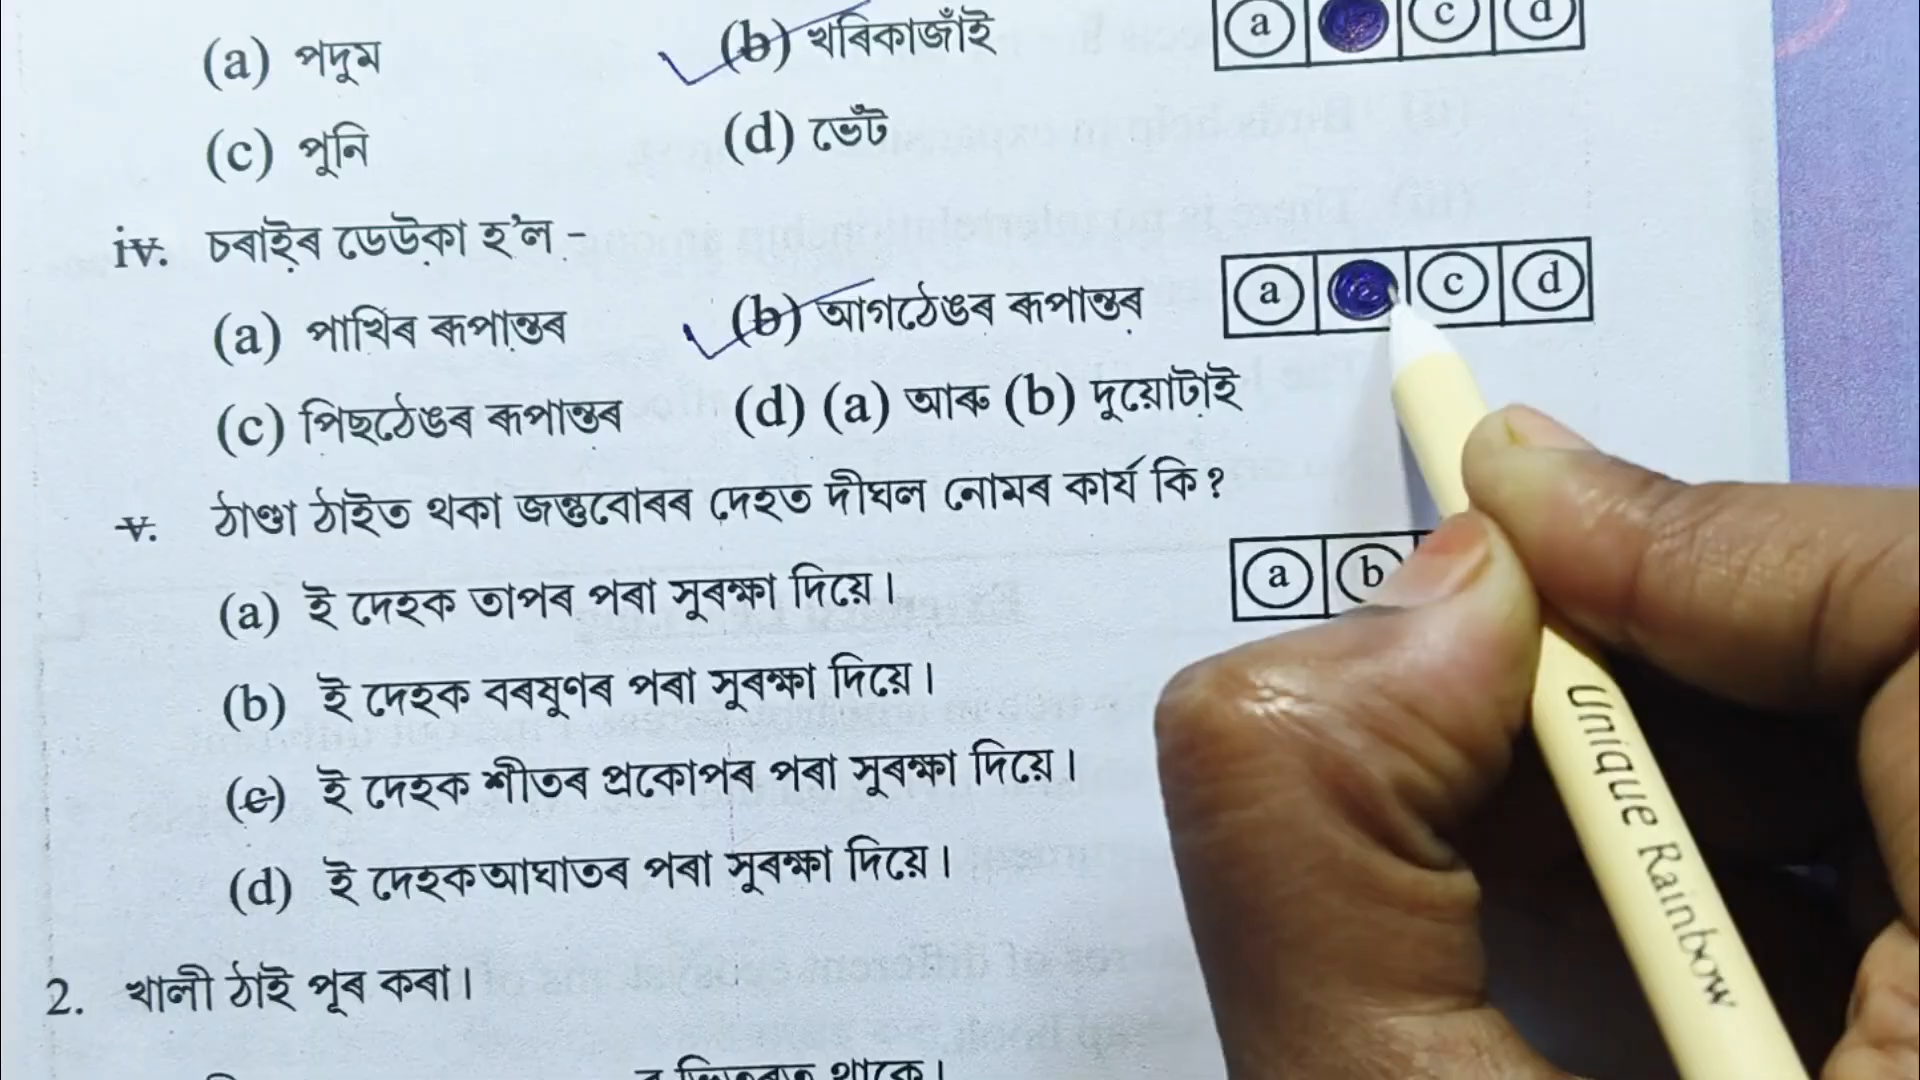 (a) পদুম (b) খৰিকাজাঁই a c d
(c) পুনি (d) ভেঁট
iv. চৰাইৰ ডেউকা হ'ল -
(a) পাখিৰ ৰূপান্তৰ (b) আগঠেঙৰ ৰূপান্তৰ a c d
(c) পিছঠেঙৰ ৰূপান্তৰ (d) (a) আৰু (b) দুয়োটাই
v. ঠাণ্ডা ঠাইত থকা জন্তুবোৰৰ দেহত দীঘল নোমৰ কাৰ্য কি?
(a) ই দেহক তাপৰ পৰা সুৰক্ষা দিয়ে। a b
(b) ই দেহক বৰষুণৰ পৰা সুৰক্ষা দিয়ে।
(c) ই দেহক শীতৰ প্ৰকোপৰ পৰা সুৰক্ষা দিয়ে।
(d) ই দেহক আঘাতৰ পৰা সুৰক্ষা দিয়ে।
2. খালী ঠাই পূৰ কৰা।
ৰ ভিতৰত থাকে।
Unique Rainbow